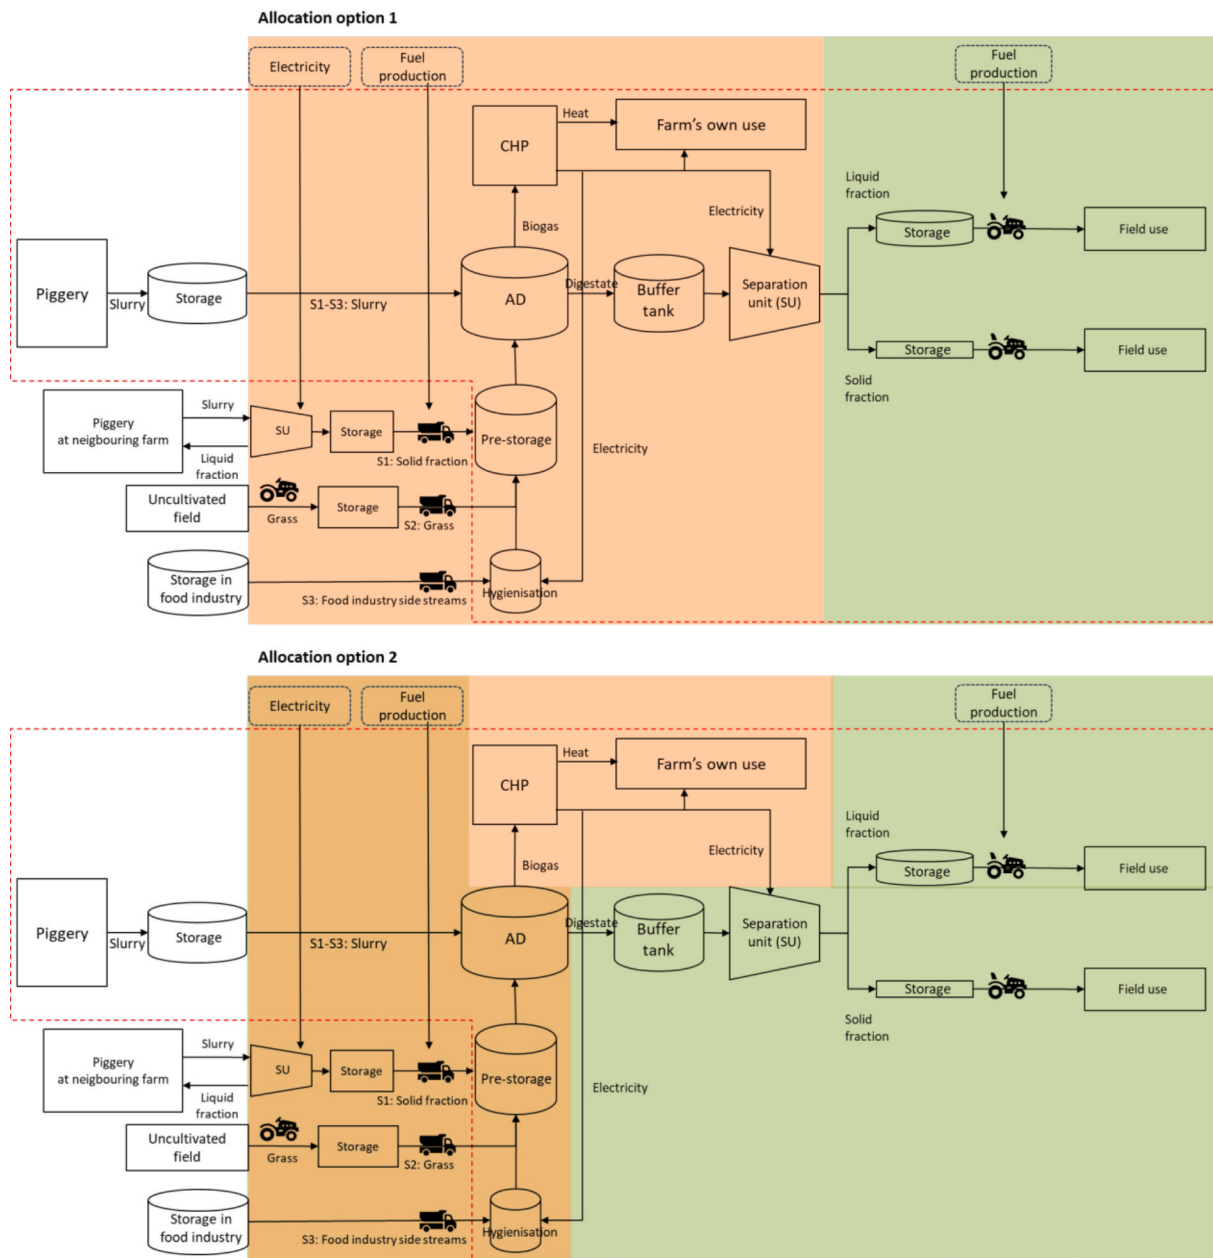 Allocation option 1
Electricity
Fuel
production
Fuel
production
Heat
CHP
Farm's own use
Liquid
fraction
Electricity
Biogas
Storage
Field use
Piggery
Slurry
Storage
S1-S3: Slurry
AD
Digestate
Buffer
tank
Separation
unit (SU)
Storage
Field use
Solid
fraction
Piggery
at neigbouring farm
Slurry
Liquid
fraction
SU
Storage
S1: Solid fraction
Pre-storage
Electricity
Uncultivated
field
Grass
Storage
S2: Grass
Storage in
food industry
S3: Food industry side streams
Hygienisation
Allocation option 2
Electricity
Fuel
production
Fuel
production
Heat
CHP
Farm's own use
Liquid
fraction
Electricity
Biogas
Storage
Field use
Piggery
Slurry
Storage
S1-S3: Slurry
AD
Digestate
Buffer
tank
Separation
unit (SU)
Storage
Field use
Solid
fraction
Piggery
at neigbouring farm
Slurry
Liquid
fraction
SU
Storage
S1: Solid fraction
Pre-storage
Electricity
Uncultivated
field
Grass
Storage
S2: Grass
Storage in
food industry
S3: Food industry side streams
Hygienisation